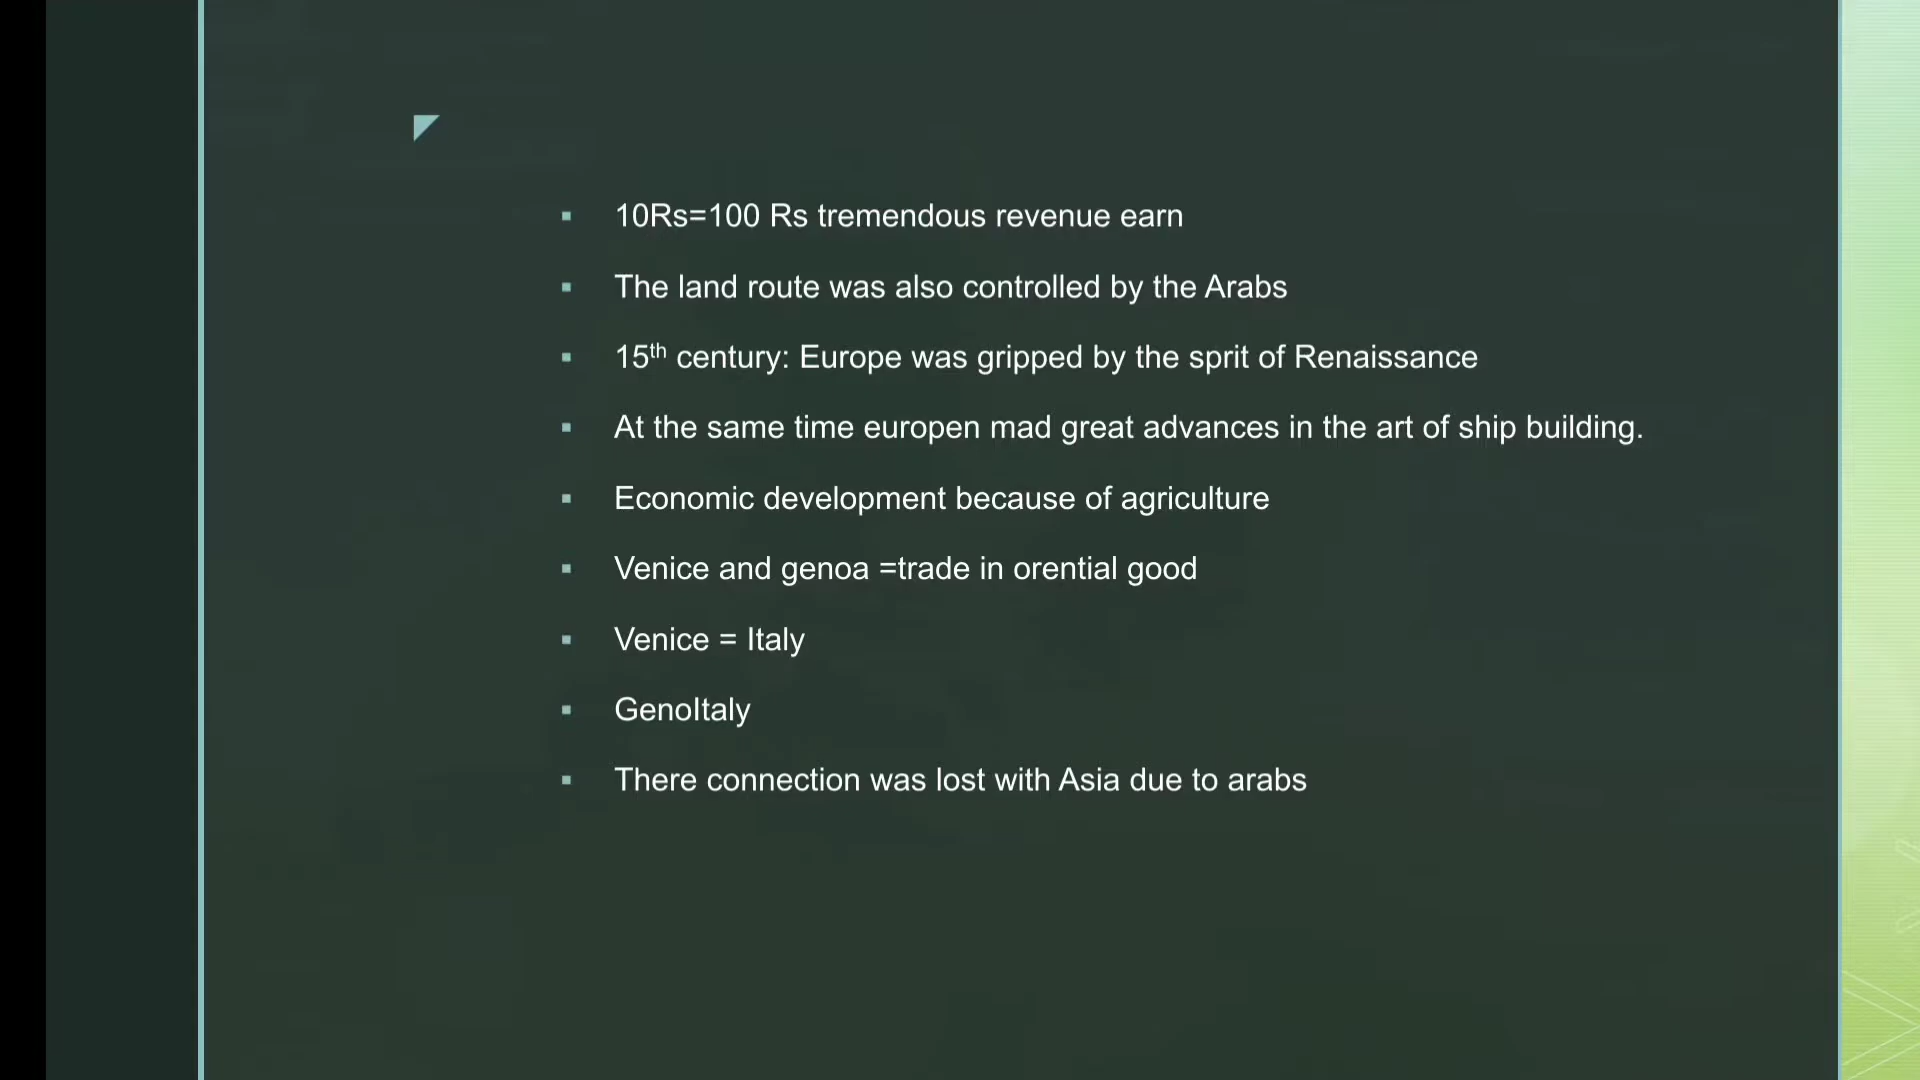 10Rs=100 Rs tremendous revenue earn
The land route was also controlled by the Arabs
15th century: Europe was gripped by the sprit of Renaissance
At the same time europen mad great advances in the art of ship building.
Economic development because of agriculture
Venice and genoa =trade in orential good
Venice = Italy
GenoItaly
There connection was lost with Asia due to arabs